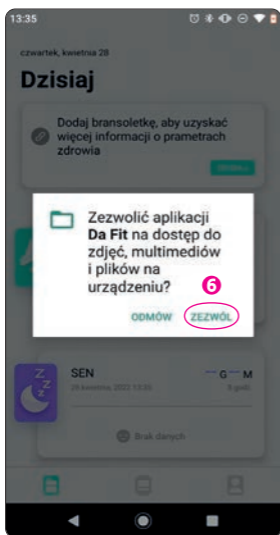 13:35
czwartek, kwietnia 28
Dzisiaj
Dodaj bransoletkę, aby uzyskać
więcej informacji o prametrach
zdrowia
Zezwolić aplikacji
Da Fit na dostęp do
zdjęć, multimediów
i plików na
urządzeniu?
6
ODMÓW ZEZWÓL
SEN -- G -- M
28 kwietnia 2022 13:35
Brak danych